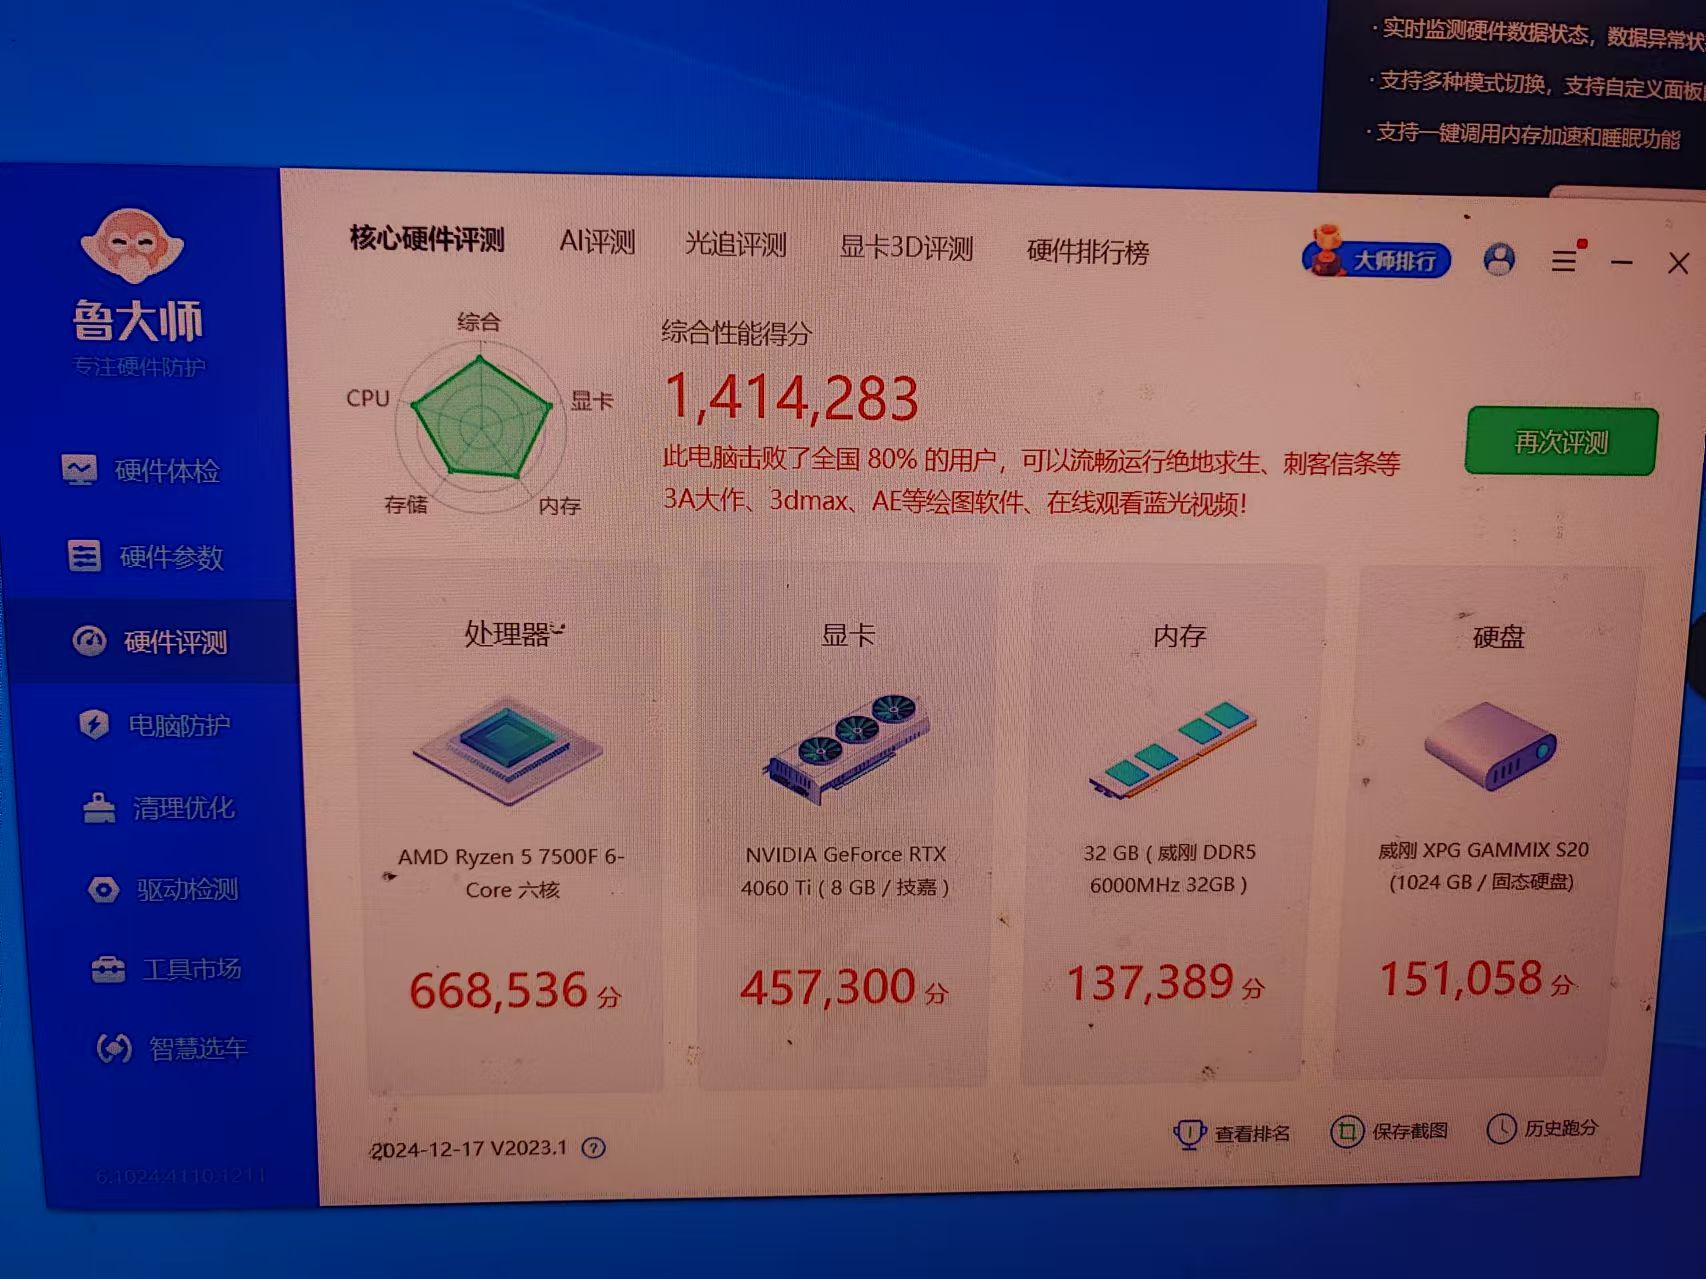 ·实时监测硬件数据状态，数据异常状
·支持多种模式切换，支持自定义面板
·支持一键调用内存加速和睡眠功能
鲁大师
专注硬件防护
硬件体检
硬件参数
硬件评测
电脑防护
清理优化
驱动检测
工具市场
智慧选车
6.1024.4110.1211
核心硬件评测 AI评测 光追评测 显卡3D评测 硬件排行榜 大师排行
综合
CPU
显卡
存储
内存
综合性能得分
1,414,283
此电脑击败了全国 80% 的用户，可以流畅运行绝地求生、刺客信条等
3A大作、3dmax、AE等绘图软件、在线观看蓝光视频！
再次评测
处理器
AMD Ryzen 5 7500F 6-
Core 六核
668,536 分
显卡
NVIDIA GeForce RTX
4060 Ti ( 8 GB / 技嘉 )
457,300 分
内存
32 GB ( 威刚 DDR5
6000MHz 32GB )
137,389 分
硬盘
威刚 XPG GAMMIX S20
(1024 GB / 固态硬盘)
151,058 分
2024-12-17 V2023.1 ?
查看排名 保存截图 历史跑分